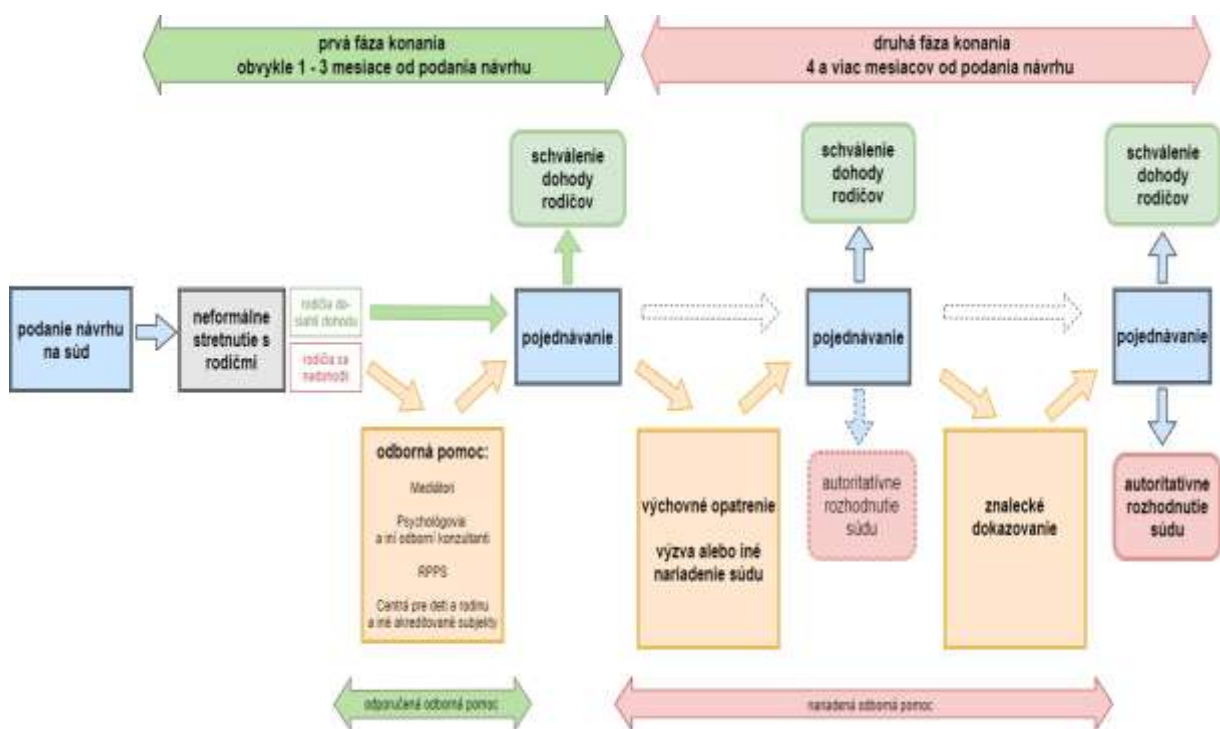 prvá fáza konania
obvykle 1 - 3 mesiace od podania návrhu
druhá fáza konania
4 a viac mesiacov od podania návrhu
schválenie
dohody
rodičov
schválenie
dohody
rodičov
schválenie
dohody
rodičov
podanie návrhu
na súd
neformálne
stretnutie s
rodičmi
rodičia do-
siahli dohodu
rodičia sa
nedohodli
pojednávanie
pojednávanie
pojednávanie
odborná pomoc:
Mediátori
Psychológovia
a iní odborní konzultanti
RPPS
Centrá pre deti a rodinu
a iné akreditované subjekty
výchovné opatrenie
výzva alebo iné
nariadenie súdu
autoritatívne
rozhodnutie
súdu
znalecké
dokazovanie
autoritatívne
rozhodnutie
súdu
odporučená odborná pomoc
nariadená odborná pomoc